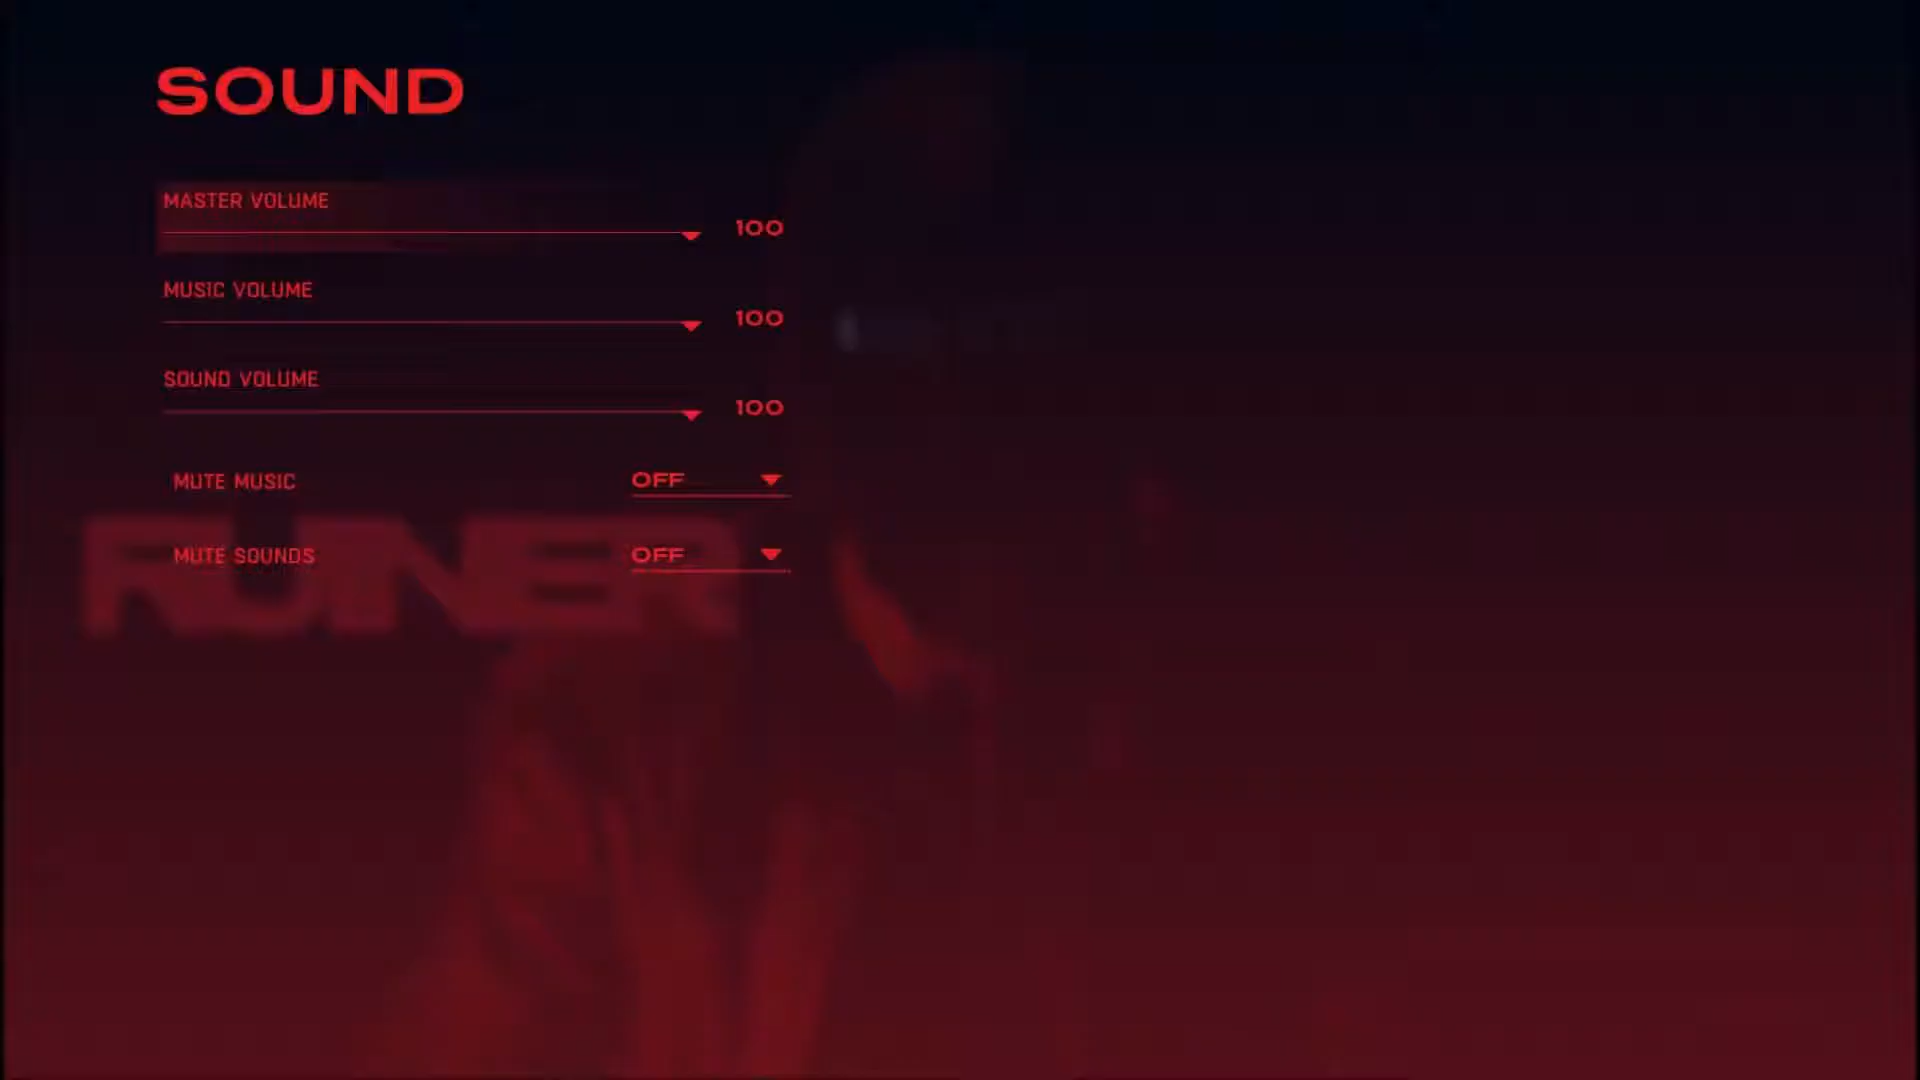 SOUND
MASTER VOLUME
100
MUSIC VOLUME
100
SOUND VOLUME
100
MUTE MUSIC OFF
RUINER
MUTE SOUNDS OFF